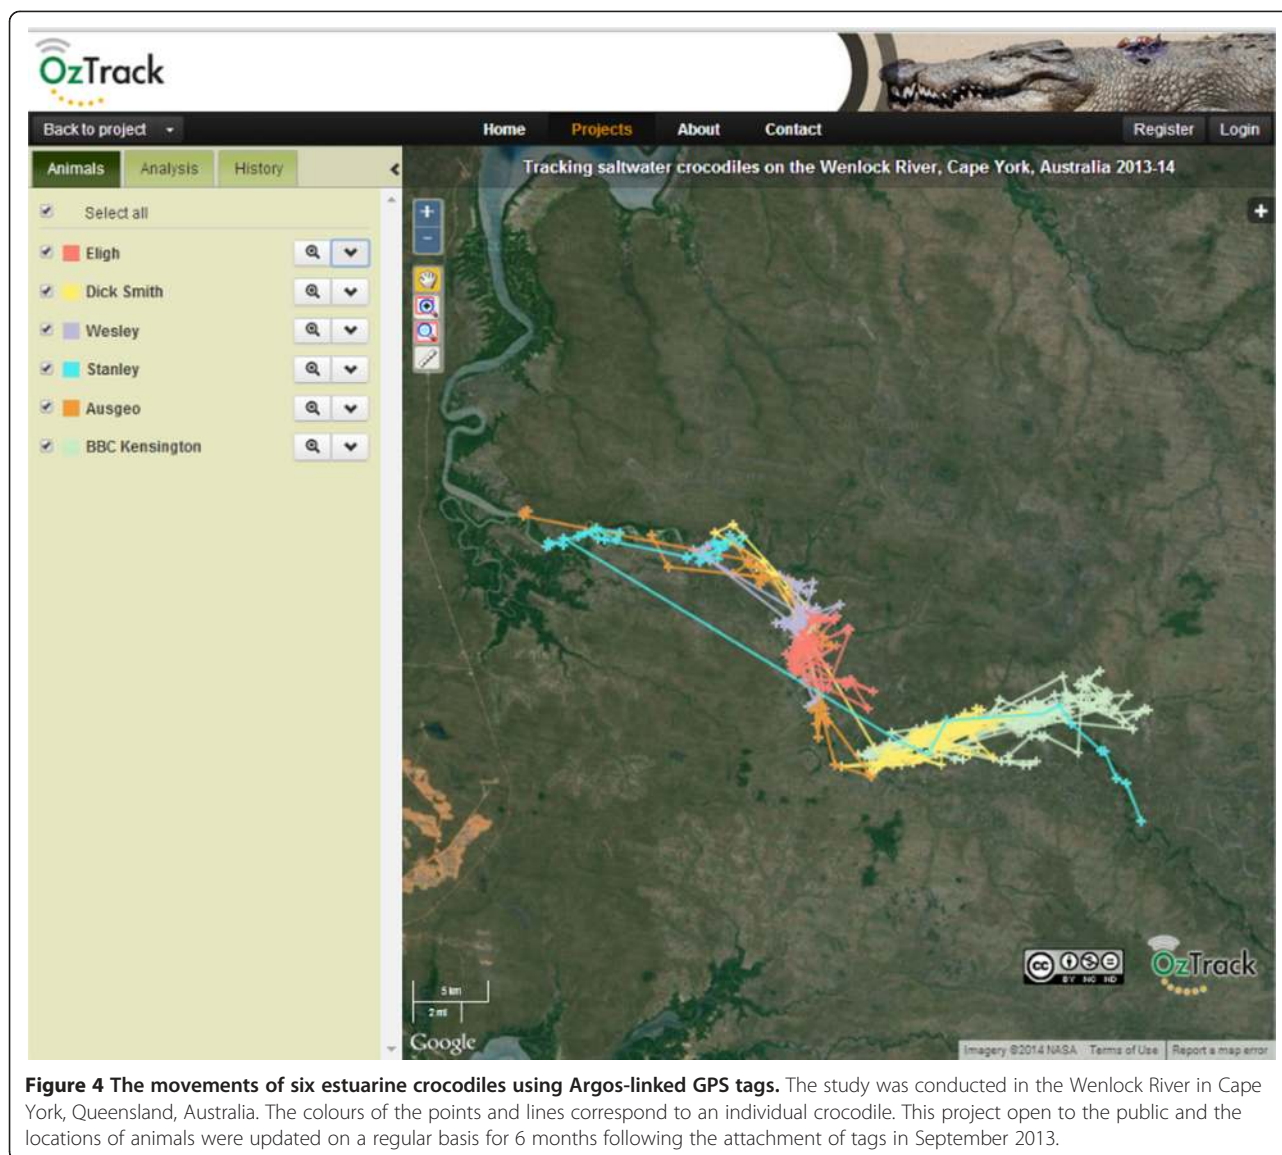 OzTrack
Back to project
Home Projects About Contact
Register Login
Animals Analysis History
Tracking saltwater crocodiles on the Wenlock River, Cape York, Australia 2013-14
Select all
Eligh
Dick Smith
Wesley
Stanley
Ausgeo
BBC Kensington
cc
BY NC ND
OzTrack
5 km
2 mi
Google
Imagery ©2014 NASA Terms of Use Report a map error
Figure 4 The movements of six estuarine crocodiles using Argos-linked GPS tags. The study was conducted in the Wenlock River in Cape
York, Queensland, Australia. The colours of the points and lines correspond to an individual crocodile. This project open to the public and the
locations of animals were updated on a regular basis for 6 months following the attachment of tags in September 2013.